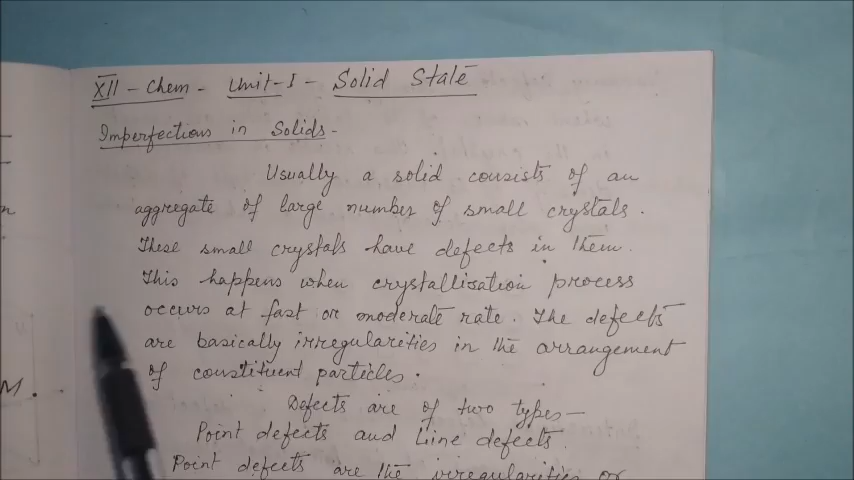 XII - Chem - Unit-I - Solid State
Imperfections in Solids -
Usually a solid consists of an
aggregate of large number of small crystals.
These small crystals have defects in them.
This happens when crystallisation process
occurs at fast or moderate rate. The defects
are basically irregularities in the arrangement
of constituent particles.
Defects are of two types -
Point defects and Line defects.
Point defects are the irregularities or
M.